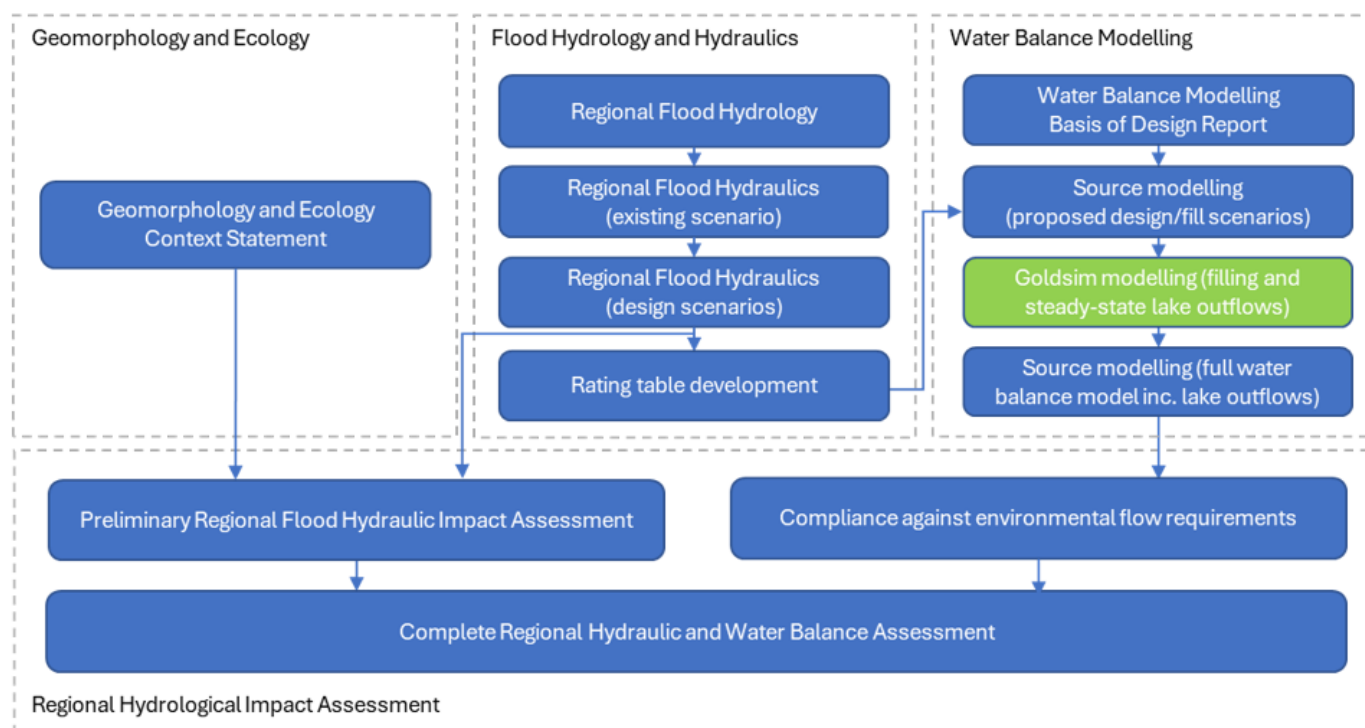 Geomorphology and Ecology
Geomorphology and Ecology
Context Statement
Flood Hydrology and Hydraulics
Regional Flood Hydrology
Regional Flood Hydraulics
(existing scenario)
Regional Flood Hydraulics
(design scenarios)
Rating table development
Water Balance Modelling
Water Balance Modelling
Basis of Design Report
Source modelling
(proposed design/fill scenarios)
Goldsim modelling (filling and
steady-state lake outflows)
Source modelling (full water
balance model inc. lake outflows)
Preliminary Regional Flood Hydraulic Impact Assessment
Compliance against environmental flow requirements
Complete Regional Hydraulic and Water Balance Assessment
Regional Hydrological Impact Assessment